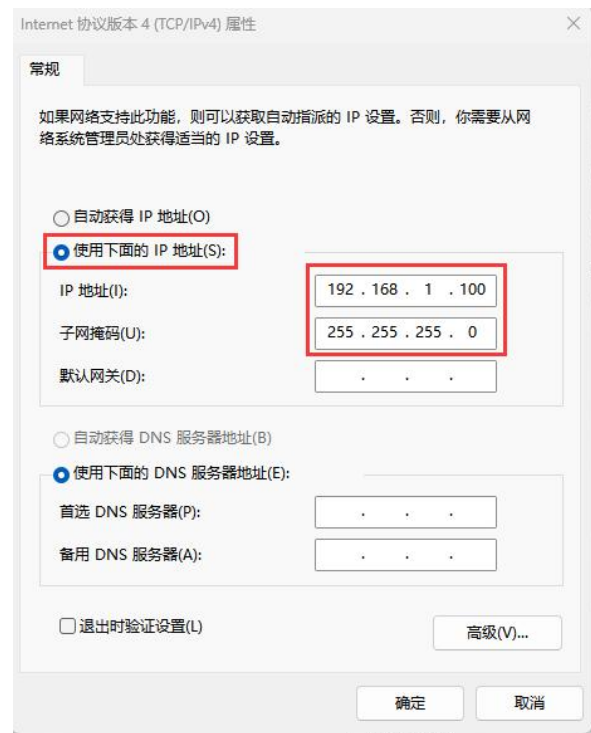 Internet 协议版本 4 (TCP/IPv4) 属性
常规
如果网络支持此功能，则可以获取自动指派的 IP 设置。否则，你需要从网
络系统管理员处获得适当的 IP 设置。
自动获得 IP 地址(O)
使用下面的 IP 地址(S):
IP 地址(I): 192 . 168 . 1 . 100
子网掩码(U): 255 . 255 . 255 . 0
默认网关(D): . . .
自动获得 DNS 服务器地址(B)
使用下面的 DNS 服务器地址(E):
首选 DNS 服务器(P): . . .
备用 DNS 服务器(A): . . .
退出时验证设置(L)
高级(V)...
确定 取消